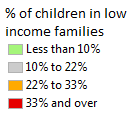 % of children in low
income families
Less than 10%
10% to 22%
22% to 33%
33% and over